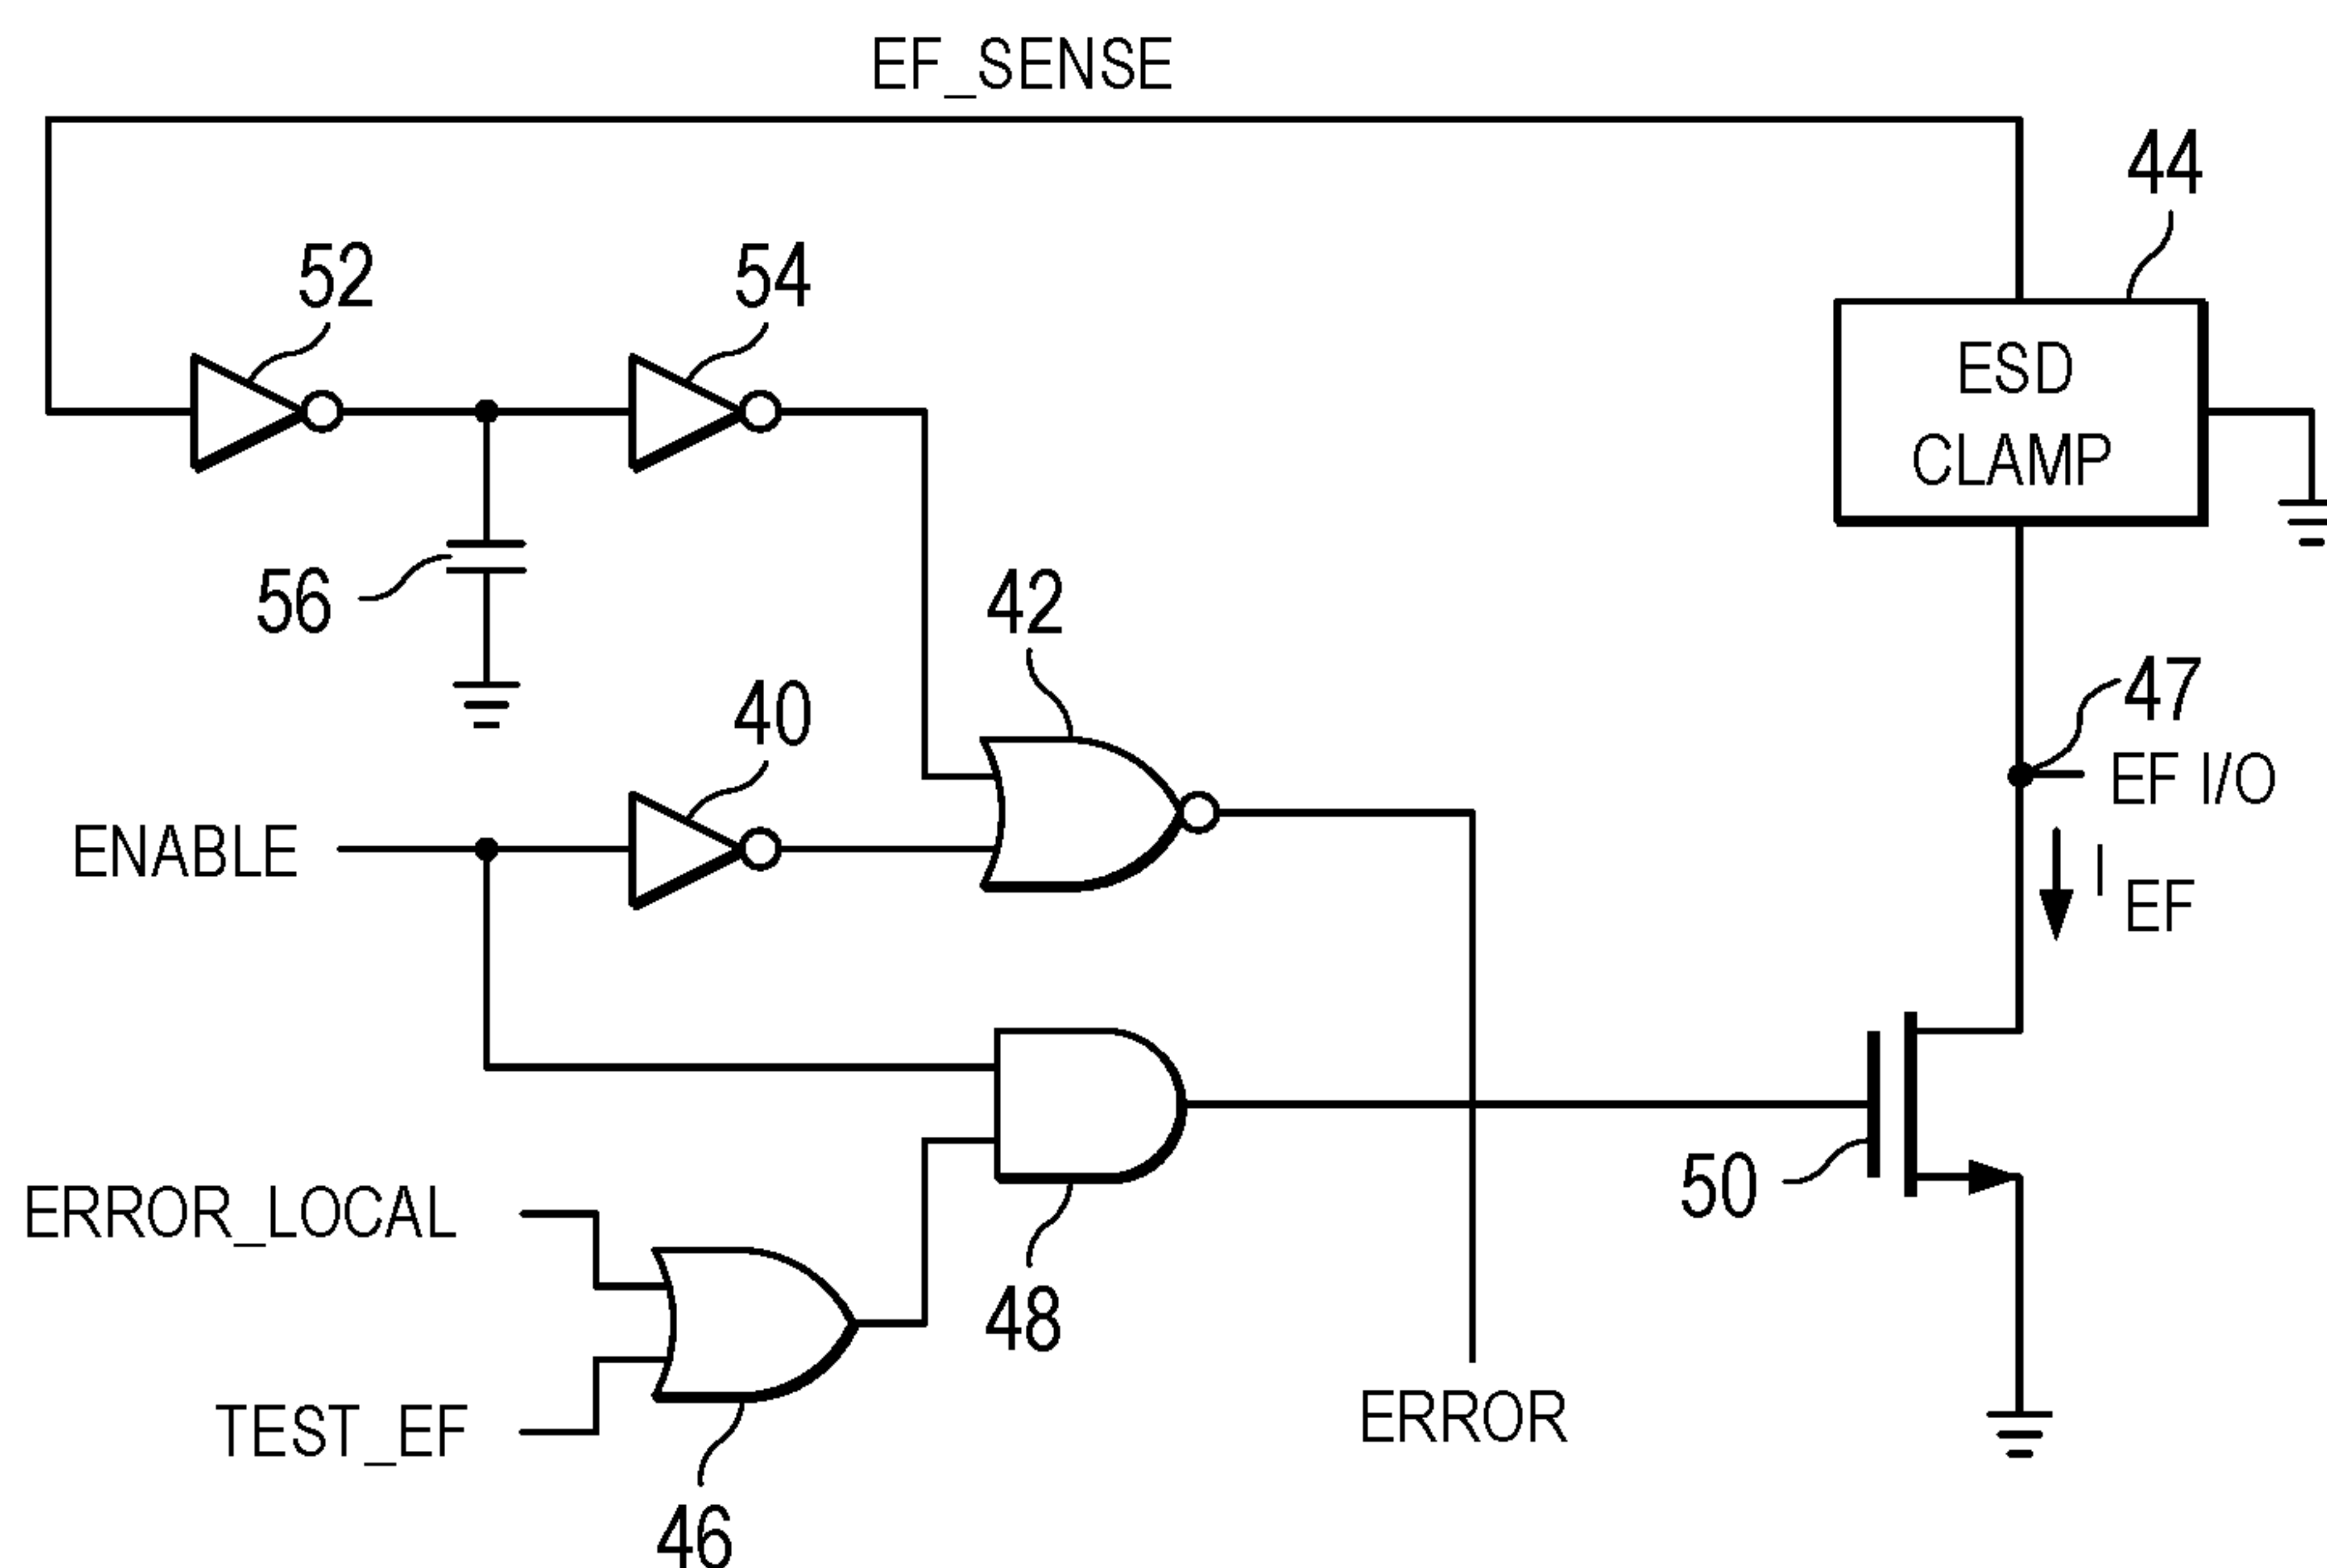 EF_SENSE
44
52
54
ESD
CLAMP
56
42
40
47
EF I/O
ENABLE
I EF
50
ERROR_LOCAL
48
TEST_EF
ERROR
46